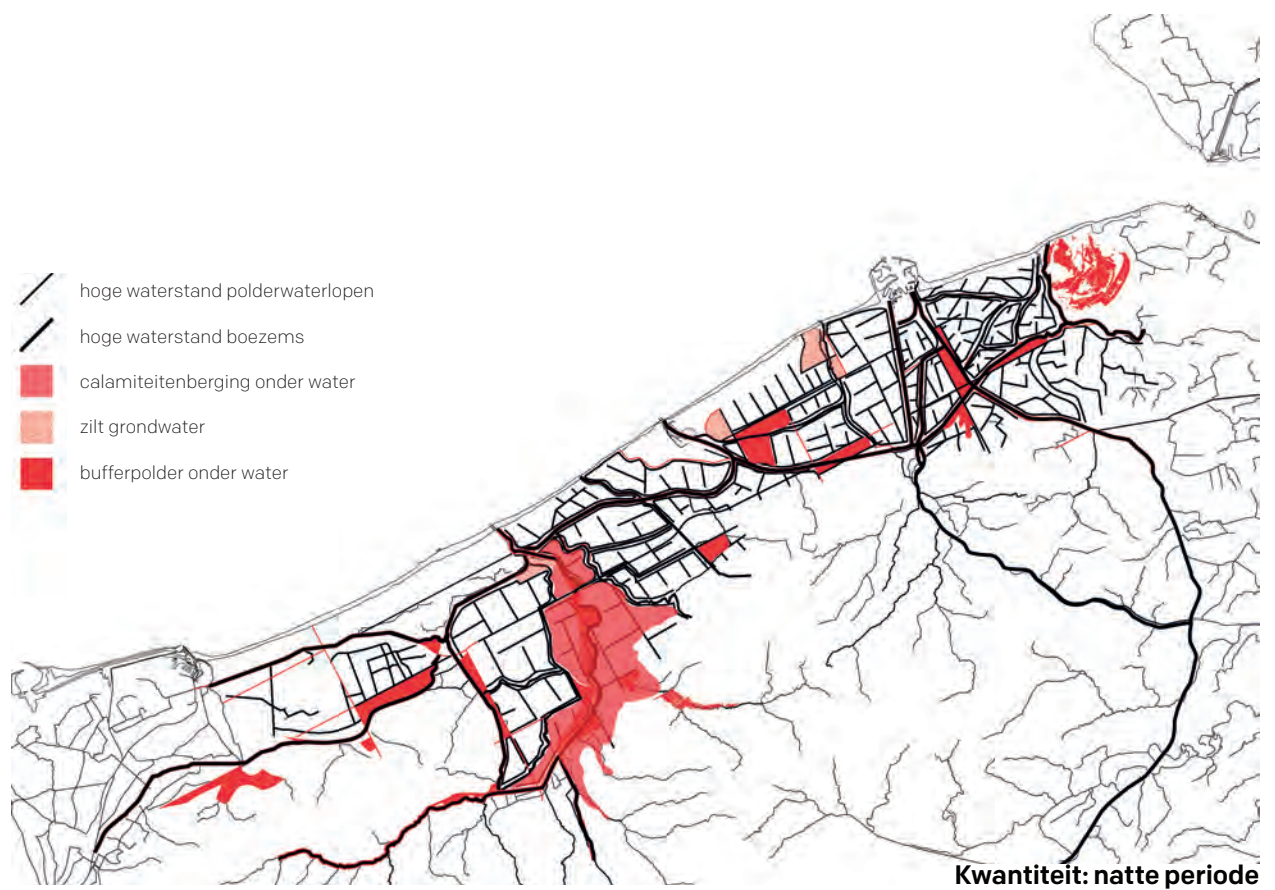 hoge waterstand polderwaterlopen
hoge waterstand boezems
calamiteitenberging onder water
zilt grondwater
bufferpolder onder water
Kwantiteit: natte periode